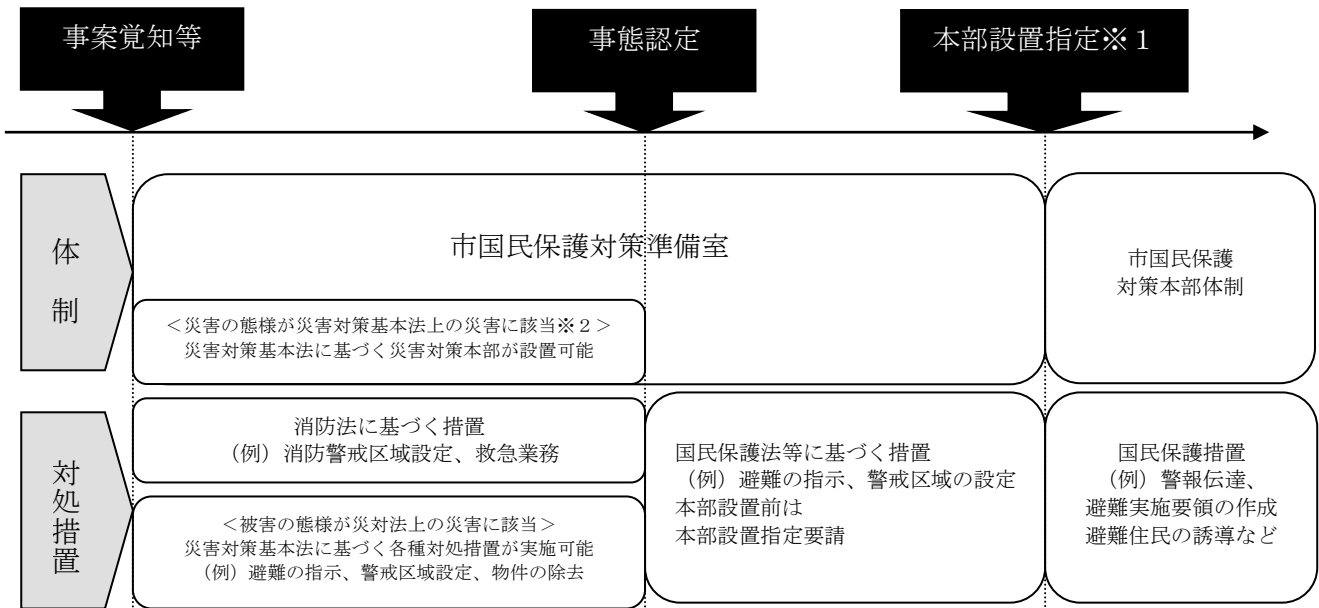 事案覚知等
事態認定
本部設置指定※１
体
制
市国民保護対策準備室
＜災害の態様が災害対策基本法上の災害に該当※２＞
災害対策基本法に基づく災害対策本部が設置可能
市国民保護
対策本部体制
対処措置
消防法に基づく措置
（例）消防警戒区域設定、救急業務
＜被害の態様が災対法上の災害に該当＞
災害対策基本法に基づく各種対処措置が実施可能
（例）避難の指示、警戒区域設定、物件の除去
国民保護法等に基づく措置
（例）避難の指示、警戒区域の設定
本部設置前は
本部設置指定要請
国民保護措置
（例）警報伝達、
避難実施要領の作成
避難住民の誘導など